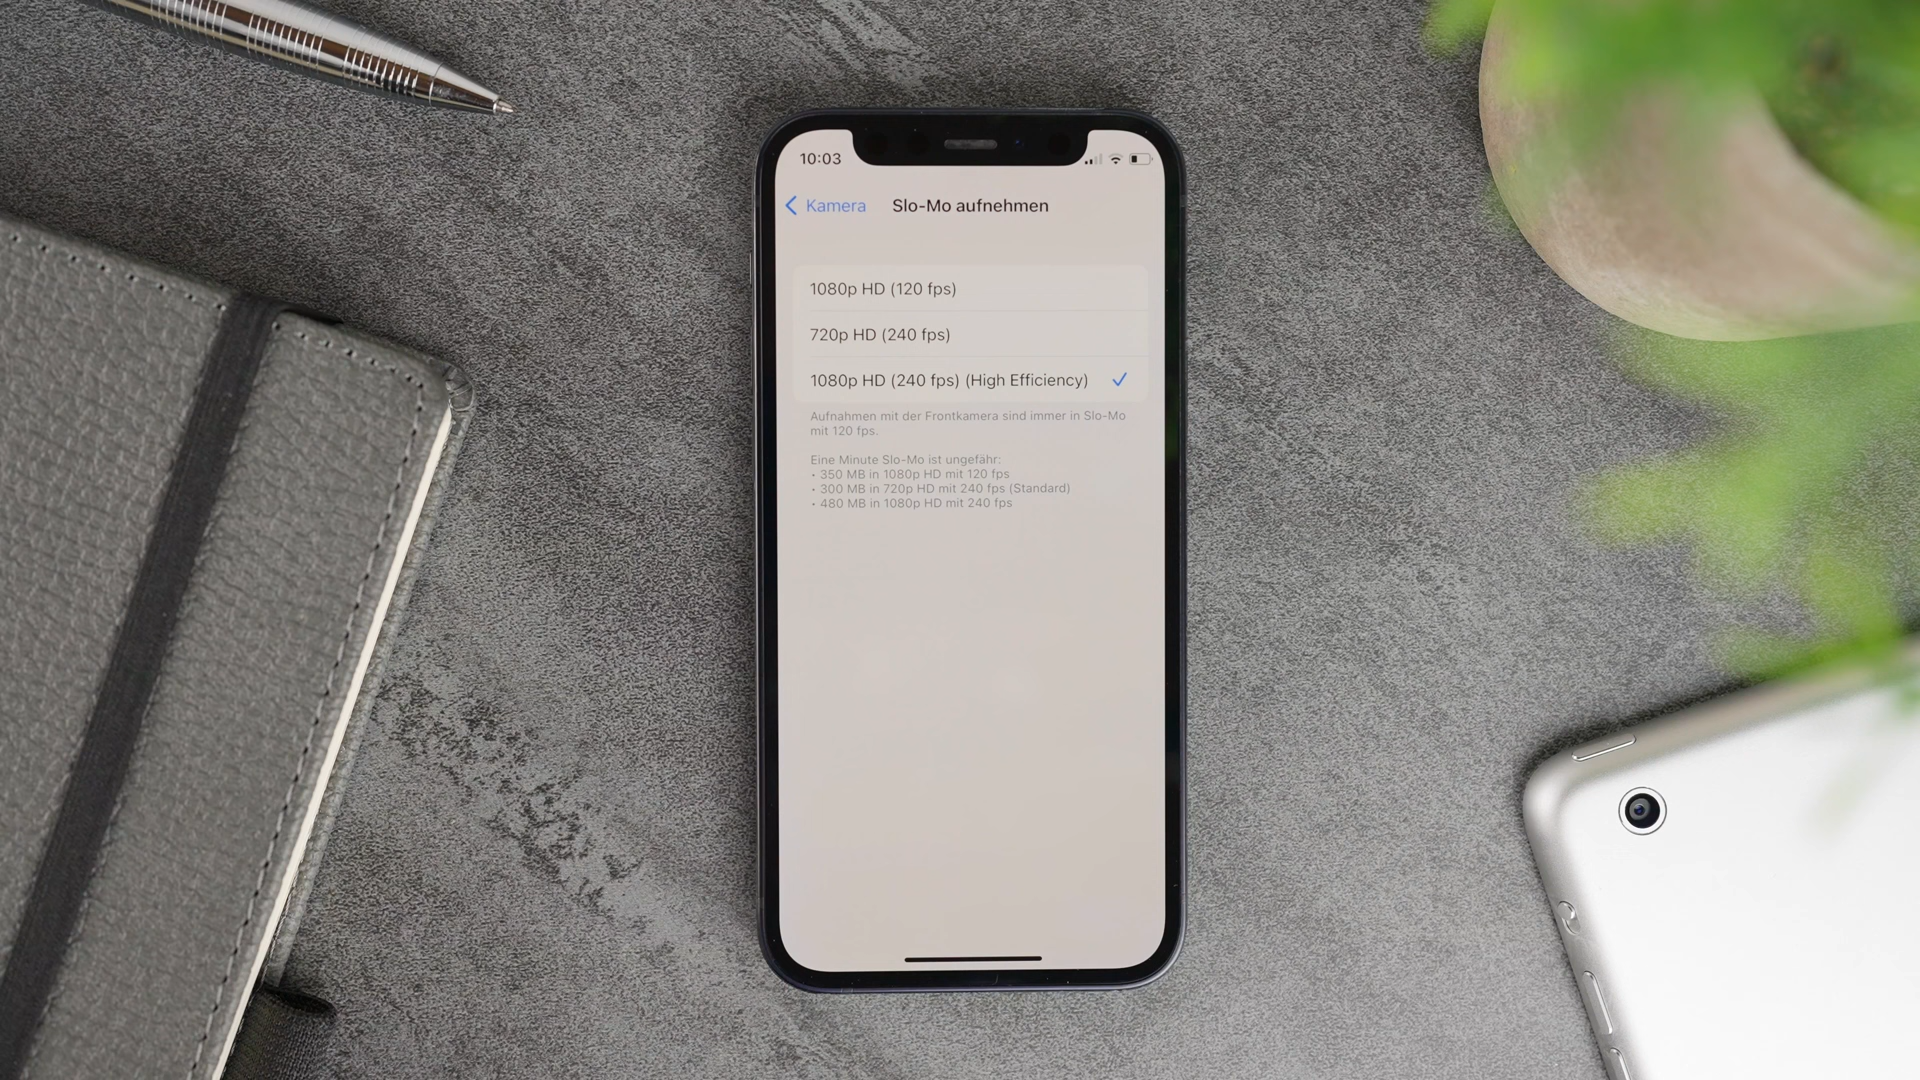 10:03
Kamera Slo-Mo aufnehmen
1080p HD (120 fps)
720p HD (240 fps)
1080p HD (240 fps) (High Efficiency)
Aufnahmen mit der Frontkamera sind immer in Slo-Mo
mit 120 fps.
Eine Minute Slo-Mo ist ungefähr:
• 350 MB in 1080p HD mit 120 fps
• 300 MB in 720p HD mit 240 fps (Standard)
• 480 MB in 1080p HD mit 240 fps